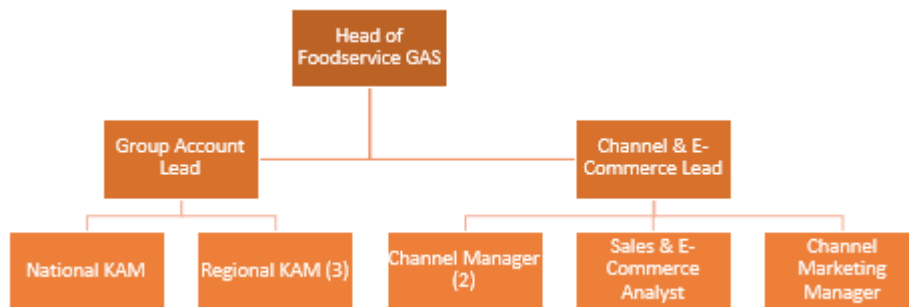 Head of
Foodservice GAS
Group Account
Lead
Channel & E-
Commerce Lead
National KAM
Regional KAM (3)
Channel Manager
(2)
Sales & E-
Commerce
Analyst
Channel
Marketing
Manager